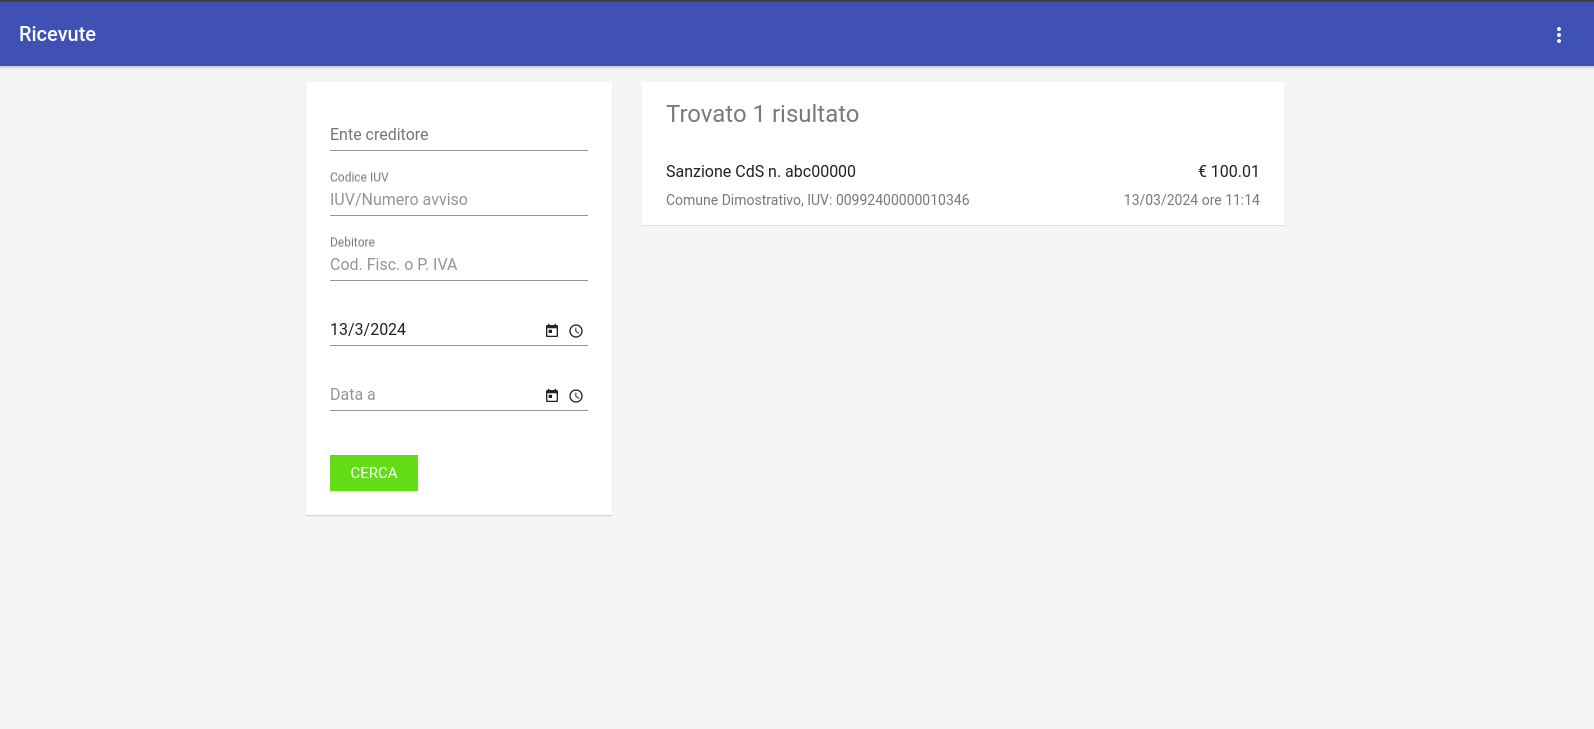 Ricevute
Ente creditore
Codice IUV
IUV/Numero avviso
Debitore
Cod. Fisc. o P. IVA
13/3/2024
Data a
CERCA
Trovato 1 risultato
Sanzione CdS n. abc00000 € 100.01
Comune Dimostrativo, IUV: 00992400000010346 13/03/2024 ore 11:14